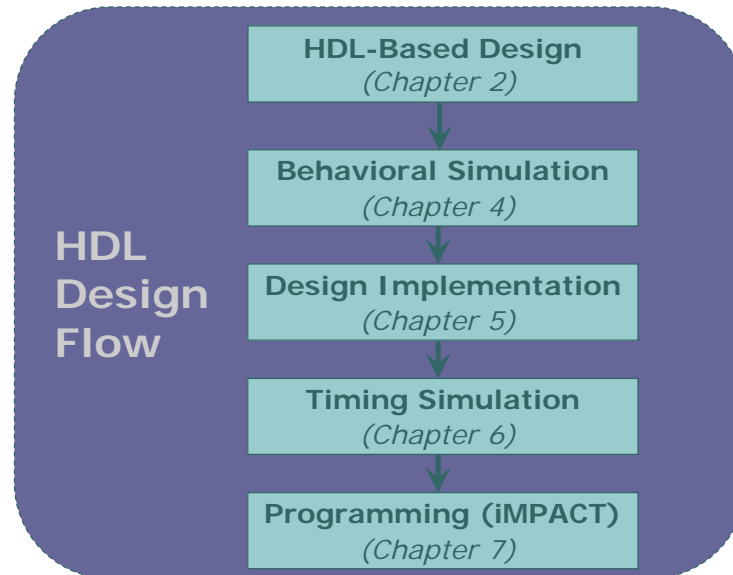 HDL-Based Design
(Chapter 2)
Behavioral Simulation
(Chapter 4)
HDL
Design
Flow
Design Implementation
(Chapter 5)
Timing Simulation
(Chapter 6)
Programming (iMPACT)
(Chapter 7)